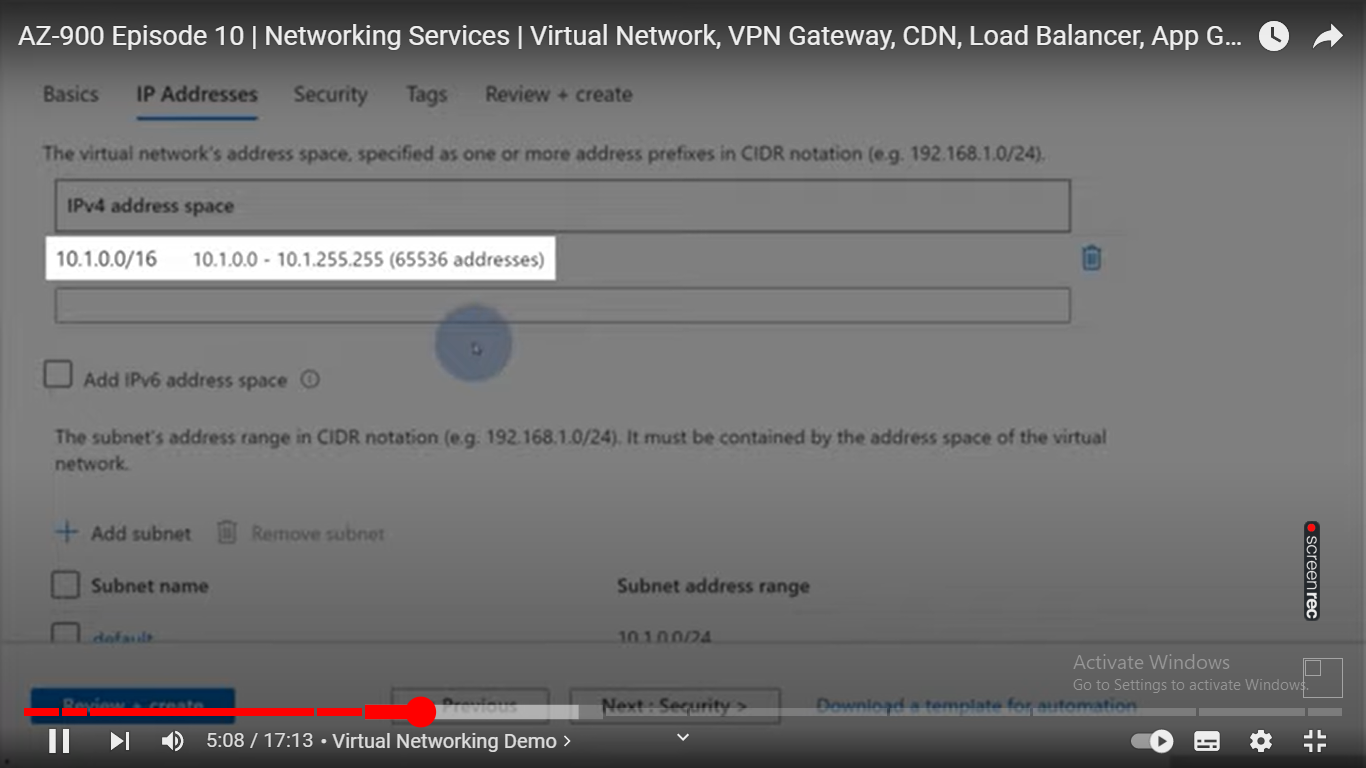 AZ-900 Episode 10 | Networking Services | Virtual Network, VPN Gateway, CDN, Load Balancer, App G...
Basics IP Addresses Security Tags Review + create
The virtual network's address space, specified as one or more address prefixes in CIDR notation (e.g. 192.168.1.0/24).
IPv4 address space
10.1.0.0/16 10.1.0.0 - 10.1.255.255 (65536 addresses)
Add IPv6 address space
The subnet's address range in CIDR notation (e.g. 192.168.1.0/24). It must be contained by the address space of the virtual
network.
+ Add subnet Remove subnet
Subnet name Subnet address range
default 10.1.0.0/24
screenrec
Activate Windows
Go to Settings to activate Windows.
Review + create Previous Next : Security > Download a template for automation
5:08 / 17:13 • Virtual Networking Demo >